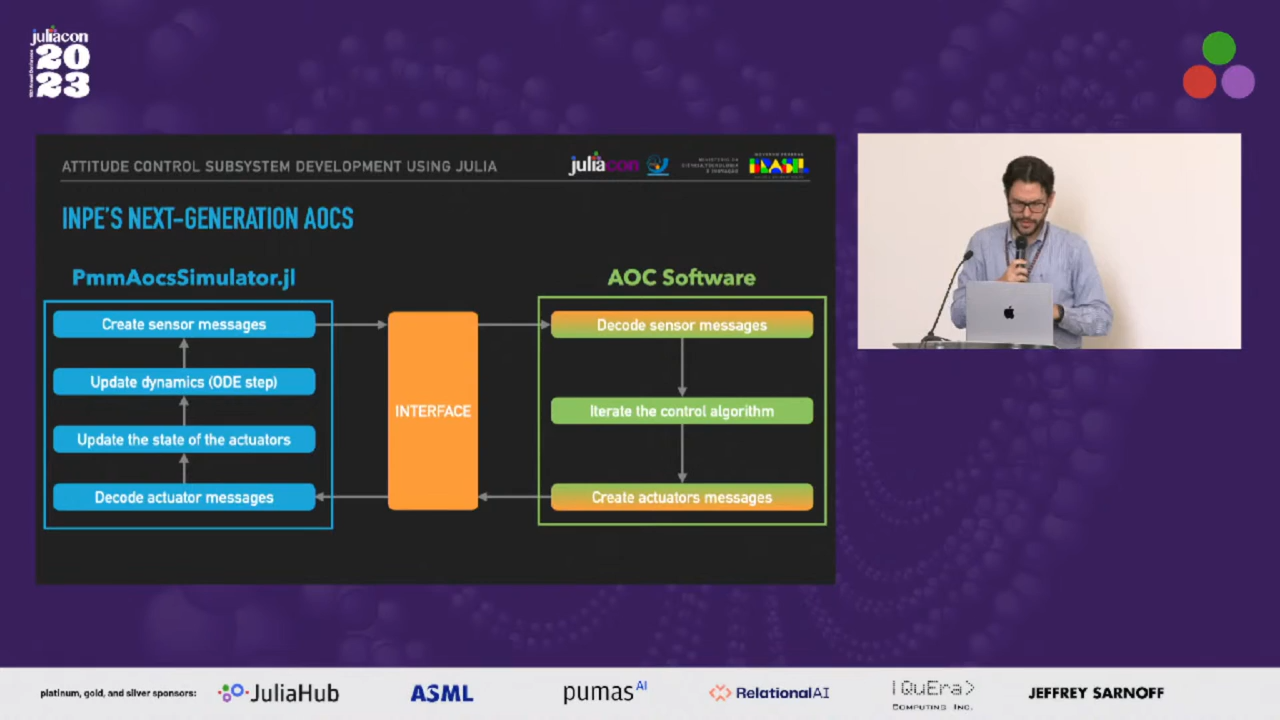 juliacon
20
23
ATTITUDE CONTROL SUBSYSTEM DEVELOPMENT USING JULIA
juliacon
BRASIL
INPE'S NEXT-GENERATION AOCS
PmmAocsSimulator.jl
AOC Software
Create sensor messages
Update dynamics (ODE step)
Update the state of the actuators
Decode actuator messages
INTERFACE
Decode sensor messages
Iterate the control algorithm
Create actuators messages
platinum, gold, and silver sponsors:
JuliaHub
ASML
pumas AI
RelationalAI
|QuEra>
COMPUTING INC.
JEFFREY SARNOFF